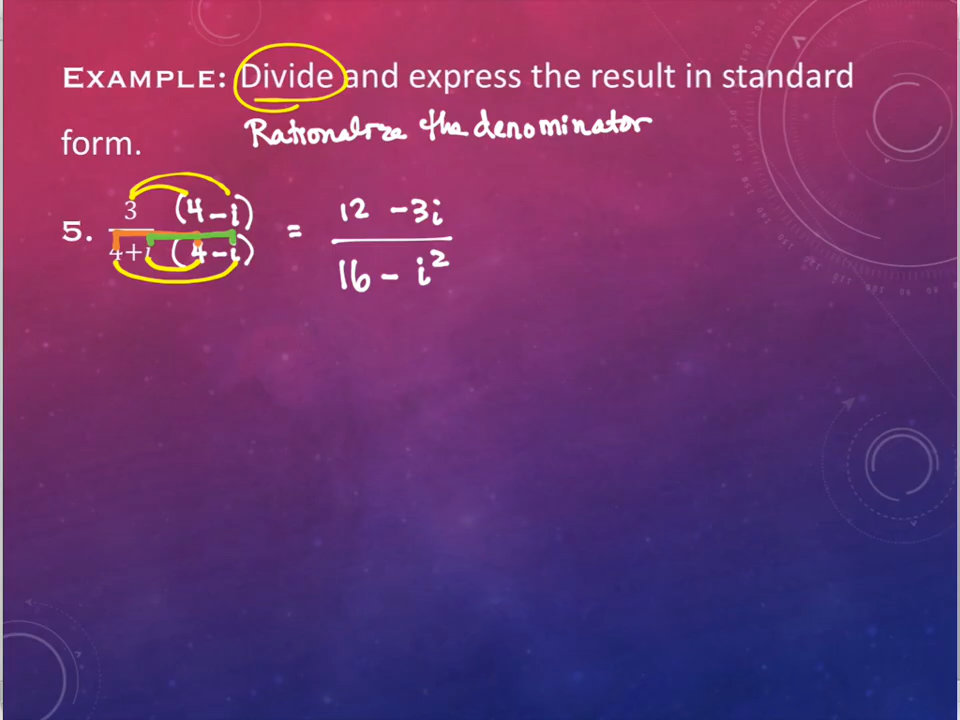 EXAMPLE: Divide and express the result in standard
form.
Rationalize the denominator
5. 3 (4-i) / 4+i (4-i) = 12 - 3i / 16 - i²